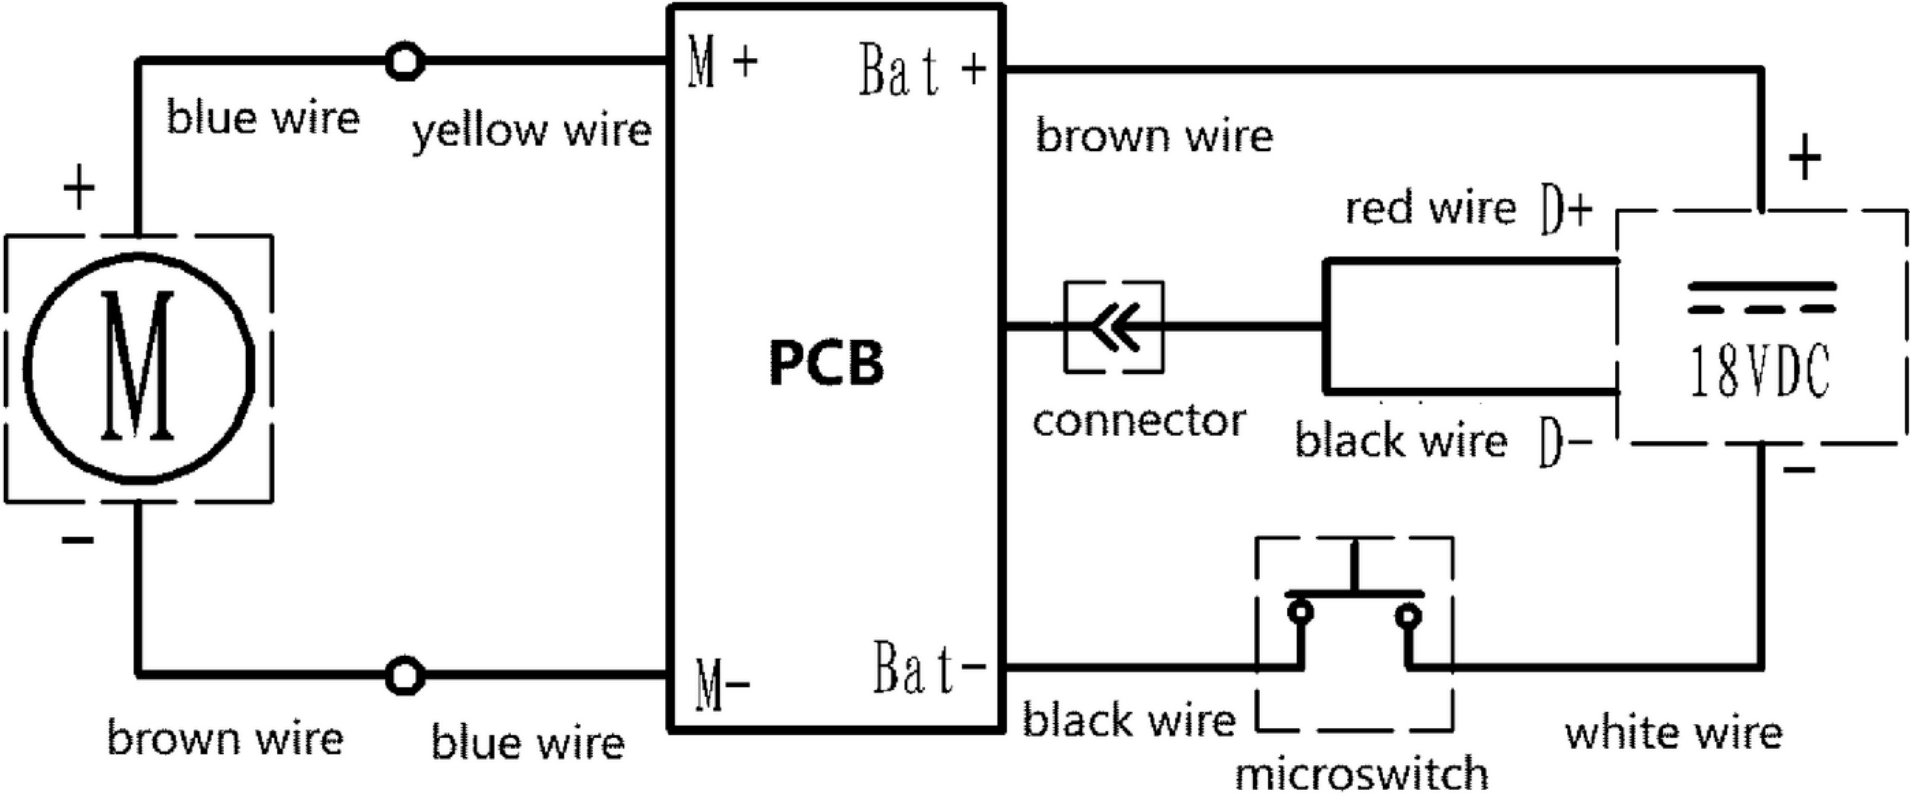 M +
Bat +
blue wire
yellow wire
brown wire
+
+
red wire D+
M
PCB
18VDC
connector
black wire D-
-
-
M-
Bat-
brown wire
blue wire
black wire
white wire
microswitch